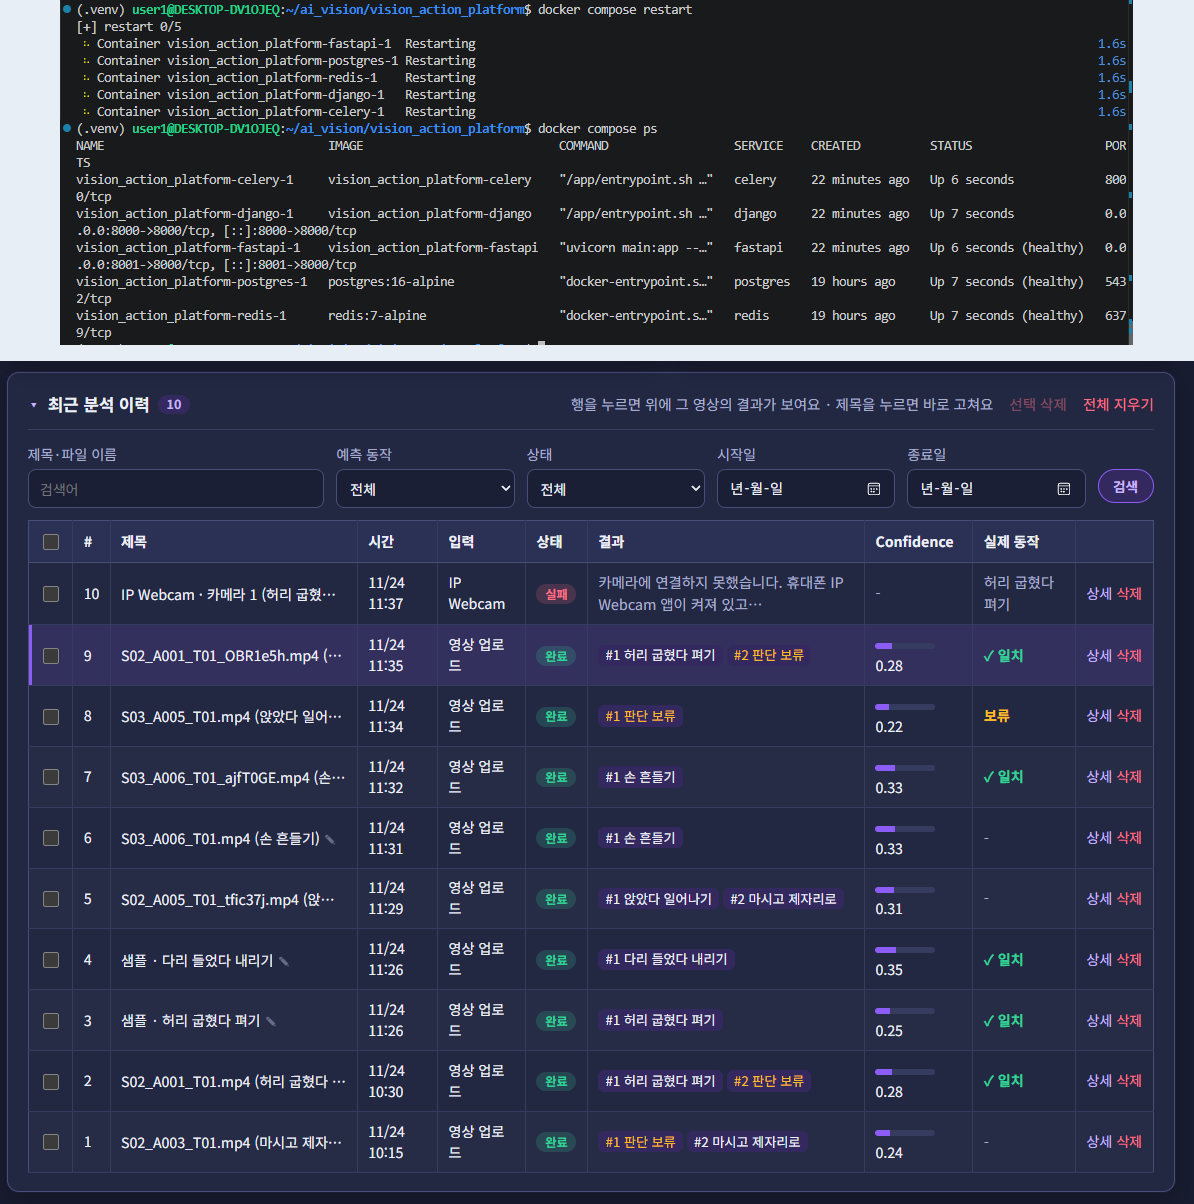 (.venv) user1@DESKTOP-DV1OJEQ:~/ai_vision/vision_action_platform$ docker compose restart
[+] restart 0/5
Container vision_action_platform-fastapi-1 Restarting 1.6s
Container vision_action_platform-postgres-1 Restarting 1.6s
Container vision_action_platform-redis-1 Restarting 1.6s
Container vision_action_platform-django-1 Restarting 1.6s
Container vision_action_platform-celery-1 Restarting 1.6s
(.venv) user1@DESKTOP-DV1OJEQ:~/ai_vision/vision_action_platform$ docker compose ps
NAME IMAGE COMMAND SERVICE CREATED STATUS POR
TS
vision_action_platform-celery-1 vision_action_platform-celery "/app/entrypoint.sh …" celery 22 minutes ago Up 6 seconds 800
0/tcp
vision_action_platform-django-1 vision_action_platform-django "/app/entrypoint.sh …" django 22 minutes ago Up 7 seconds 0.0
.0.0:8000->8000/tcp, [::]:8000->8000/tcp
vision_action_platform-fastapi-1 vision_action_platform-fastapi "uvicorn main:app --…" fastapi 22 minutes ago Up 6 seconds (healthy) 0.0
.0.0:8001->8000/tcp, [::]:8001->8000/tcp
vision_action_platform-postgres-1 postgres:16-alpine "docker-entrypoint.s…" postgres 19 hours ago Up 7 seconds (healthy) 543
2/tcp
vision_action_platform-redis-1 redis:7-alpine "docker-entrypoint.s…" redis 19 hours ago Up 7 seconds (healthy) 637
9/tcp
최근 분석 이력 10 행을 누르면 위에 그 영상의 결과가 보여요 · 제목을 누르면 바로 고쳐요 선택 삭제 전체 지우기
제목·파일 이름 예측 동작 상태 시작일 종료일
검색어 전체 전체 년-월-일 년-월-일 검색
# 제목 시간 입력 상태 결과 Confidence 실제 동작
10 IP Webcam · 카메라 1 (허리 굽혔… 11/24 11:37 IP Webcam 실패 카메라에 연결하지 못했습니다. 휴대폰 IP Webcam 앱이 켜져 있고… - 허리 굽혔다 펴기 상세 삭제
9 S02_A001_T01_OBR1e5h.mp4 (… 11/24 11:35 영상 업로드 완료 #1 허리 굽혔다 펴기 #2 판단 보류 0.28 ✓ 일치 상세 삭제
8 S03_A005_T01.mp4 (앉았다 일어… 11/24 11:34 영상 업로드 완료 #1 판단 보류 0.22 보류 상세 삭제
7 S03_A006_T01_ajfT0GE.mp4 (손… 11/24 11:32 영상 업로드 완료 #1 손 흔들기 0.33 ✓ 일치 상세 삭제
6 S03_A006_T01.mp4 (손 흔들기) 11/24 11:31 영상 업로드 완료 #1 손 흔들기 0.33 - 상세 삭제
5 S02_A005_T01_tfic37j.mp4 (앉… 11/24 11:29 영상 업로드 완료 #1 앉았다 일어나기 #2 마시고 제자리로 0.31 - 상세 삭제
4 샘플 · 다리 들었다 내리기 11/24 11:26 영상 업로드 완료 #1 다리 들었다 내리기 0.35 ✓ 일치 상세 삭제
3 샘플 · 허리 굽혔다 펴기 11/24 11:26 영상 업로드 완료 #1 허리 굽혔다 펴기 0.25 ✓ 일치 상세 삭제
2 S02_A001_T01.mp4 (허리 굽혔다 … 11/24 10:30 영상 업로드 완료 #1 허리 굽혔다 펴기 #2 판단 보류 0.28 ✓ 일치 상세 삭제
1 S02_A003_T01.mp4 (마시고 제자… 11/24 10:15 영상 업로드 완료 #1 판단 보류 #2 마시고 제자리로 0.24 - 상세 삭제